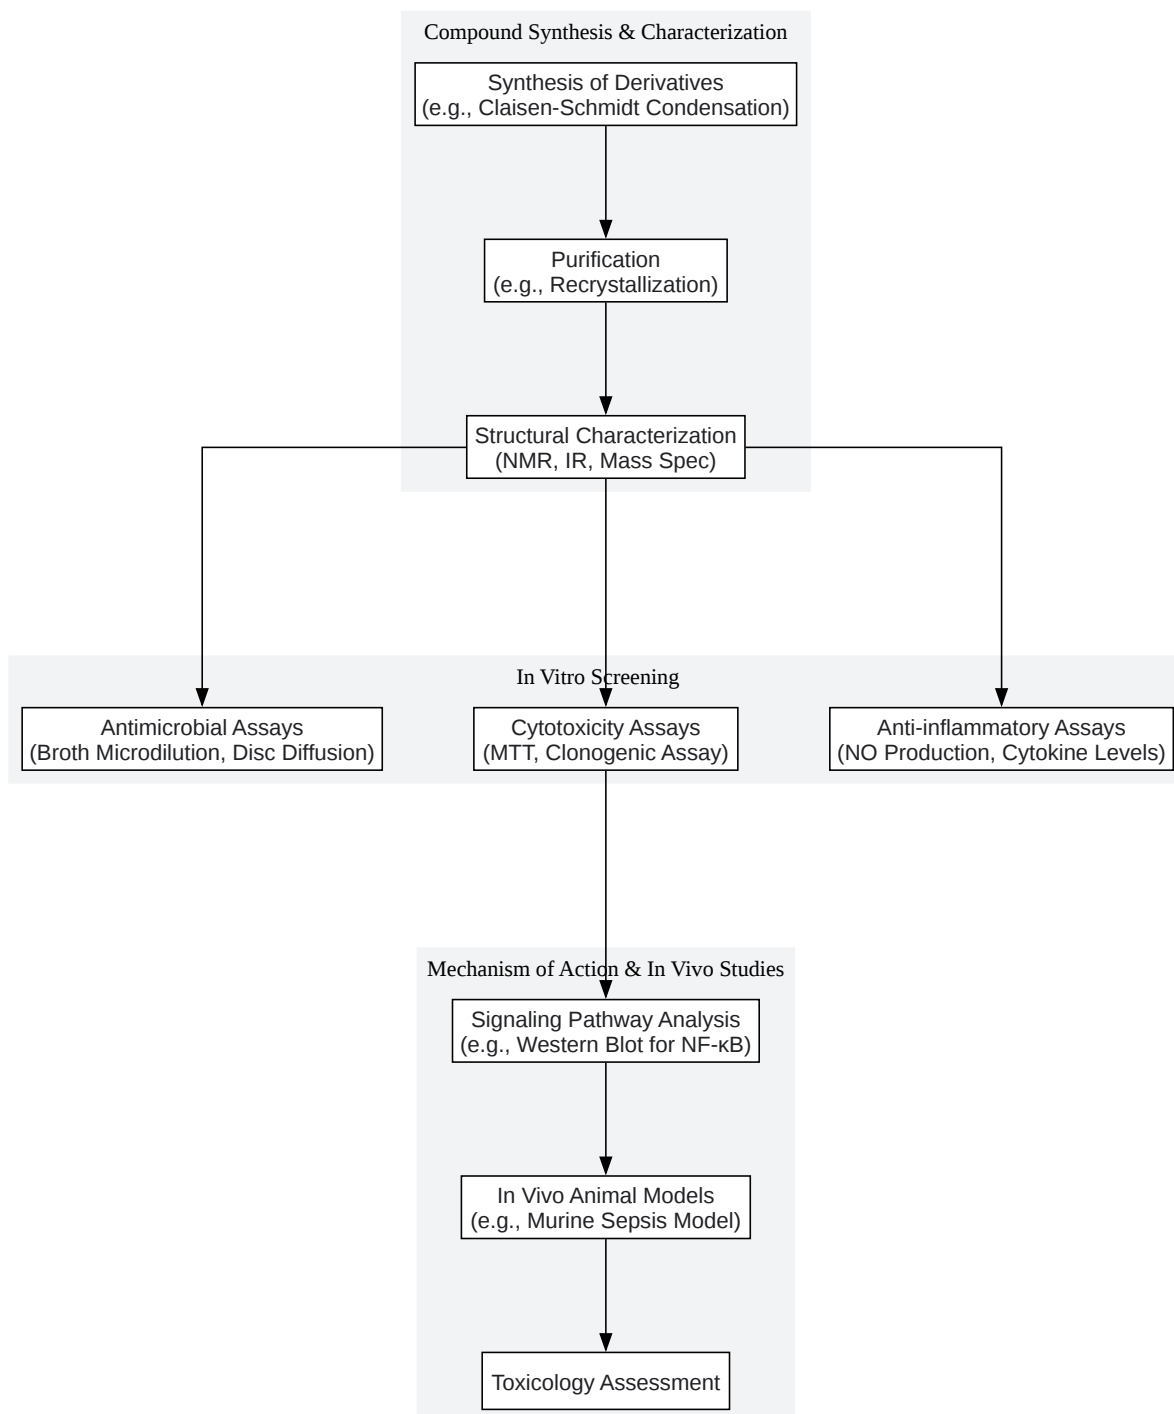 Compound Synthesis & Characterization
Synthesis of Derivatives
(e.g., Claisen-Schmidt Condensation)
Purification
(e.g., Recrystallization)
Structural Characterization
(NMR, IR, Mass Spec)
In Vitro Screening
Antimicrobial Assays
(Broth Microdilution, Disc Diffusion)
Cytotoxicity Assays
(MTT, Clonogenic Assay)
Anti-inflammatory Assays
(NO Production, Cytokine Levels)
Mechanism of Action & In Vivo Studies
Signaling Pathway Analysis
(e.g., Western Blot for NF-κB)
In Vivo Animal Models
(e.g., Murine Sepsis Model)
Toxicology Assessment